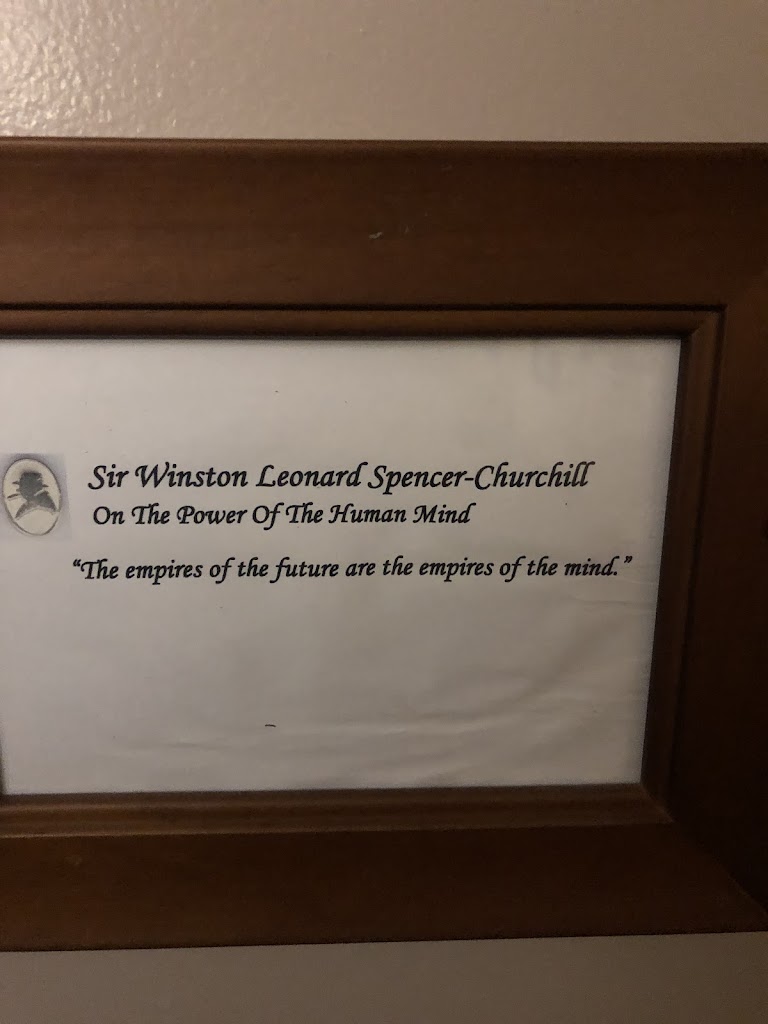 Sir Winston Leonard Spencer-Churchill
On The Power Of The Human Mind
“The empires of the future are the empires of the mind.”